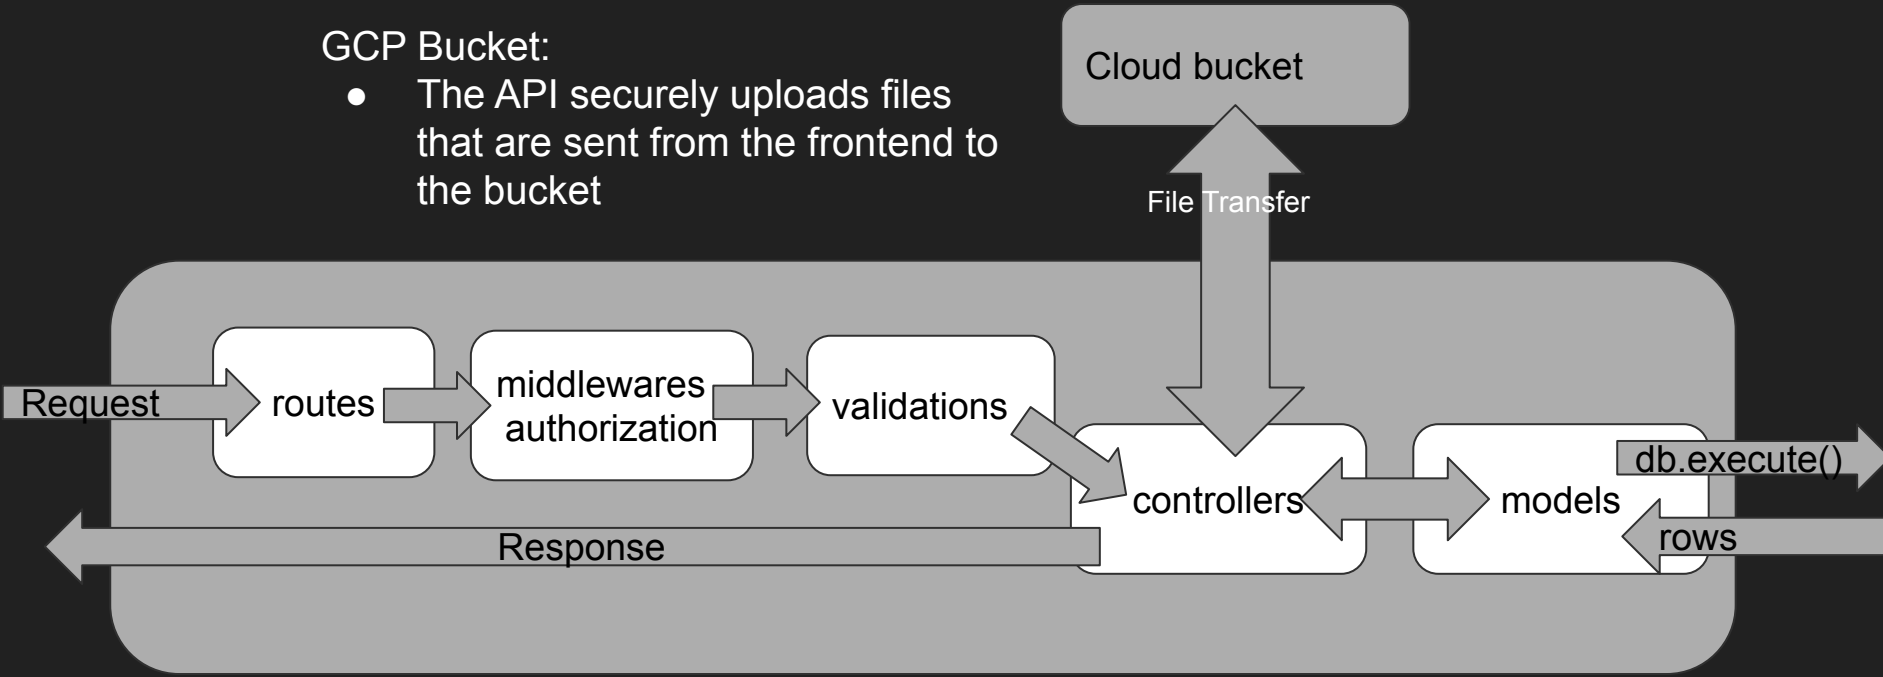 GCP Bucket:
● The API securely uploads files
that are sent from the frontend to
the bucket
Cloud bucket
File Transfer
Request
routes
middlewares
authorization
validations
controllers
models
db.execute()
rows
Response